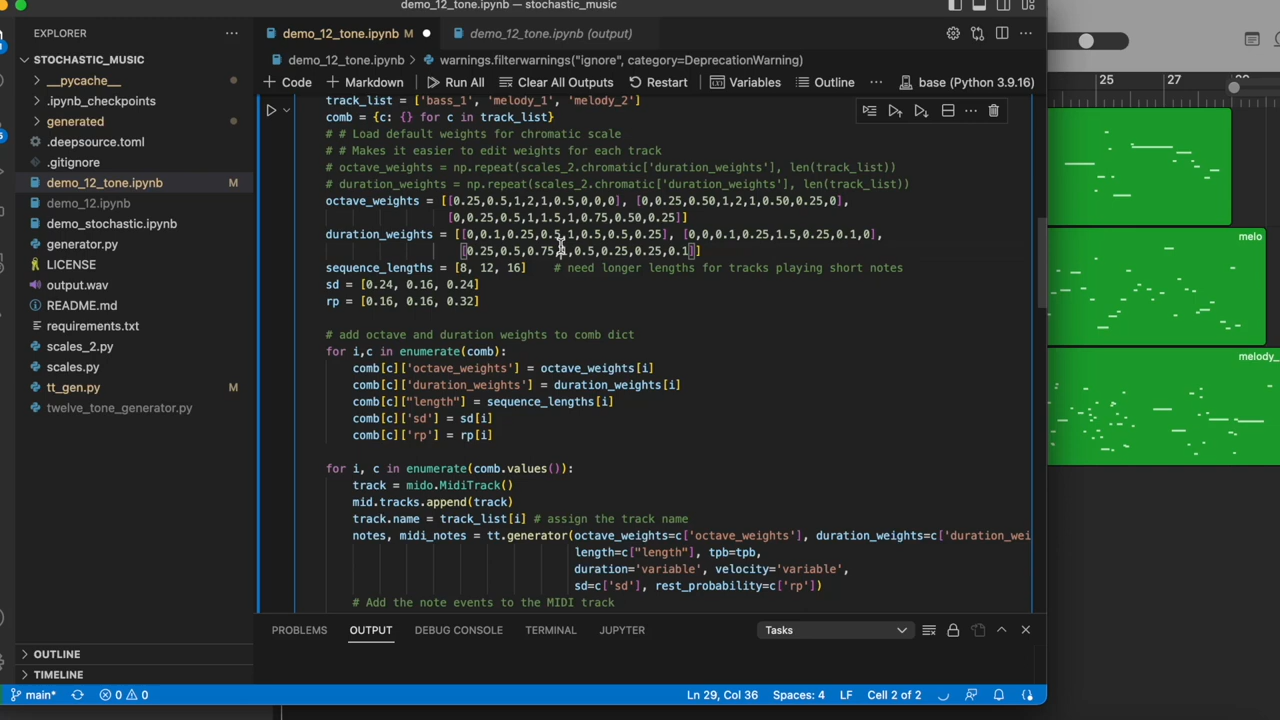 demo_12_tone.ipynb — stochastic_music
EXPLORER
STOCHASTIC_MUSIC
__pycache__
.ipynb_checkpoints
generated
.deepsource.toml
.gitignore
demo_12_tone.ipynb M
demo_12.ipynb
demo_stochastic.ipynb
generator.py
LICENSE
output.wav
README.md
requirements.txt
scales_2.py
scales.py
tt_gen.py M
twelve_tone_generator.py
OUTLINE
TIMELINE
demo_12_tone.ipynb M
demo_12_tone.ipynb (output)
demo_12_tone.ipynb > warnings.filterwarnings("ignore", category=DeprecationWarning)
+ Code + Markdown Run All Clear All Outputs Restart Variables Outline ··· base (Python 3.9.16)
track_list = ['bass_1', 'melody_1', 'melody_2']
comb = {c: {} for c in track_list}
# # Load default weights for chromatic scale
# # Makes it easier to edit weights for each track
# octave_weights = np.repeat(scales_2.chromatic['duration_weights'], len(track_list))
# duration_weights = np.repeat(scales_2.chromatic['duration_weights'], len(track_list))
octave_weights = [[0.25,0.5,1,2,1,0.5,0,0,0], [0,0.25,0.50,1,2,1,0.50,0.25,0],
[0,0.25,0.5,1,1.5,1,0.75,0.50,0.25]]
duration_weights = [[0,0.1,0.25,0.5,1,0.5,0.5,0.25], [0,0,0.1,0.25,1.5,0.25,0.1,0],
[0.25,0.5,0.75,1,0.5,0.25,0.25,0.1]]
sequence_lengths = [8, 12, 16] # need longer lengths for tracks playing short notes
sd = [0.24, 0.16, 0.24]
rp = [0.16, 0.16, 0.32]
# add octave and duration weights to comb dict
for i,c in enumerate(comb):
comb[c]['octave_weights'] = octave_weights[i]
comb[c]['duration_weights'] = duration_weights[i]
comb[c]["length"] = sequence_lengths[i]
comb[c]['sd'] = sd[i]
comb[c]['rp'] = rp[i]
for i, c in enumerate(comb.values()):
track = mido.MidiTrack()
mid.tracks.append(track)
track.name = track_list[i] # assign the track name
notes, midi_notes = tt.generator(octave_weights=c['octave_weights'], duration_weights=c['duration_wei
length=c["length"], tpb=tpb,
duration='variable', velocity='variable',
sd=c['sd'], rest_probability=c['rp'])
# Add the note events to the MIDI track
PROBLEMS OUTPUT DEBUG CONSOLE TERMINAL JUPYTER
Tasks
main* 0 0 Ln 29, Col 36 Spaces: 4 LF Cell 2 of 2
25 27
melo
melody_